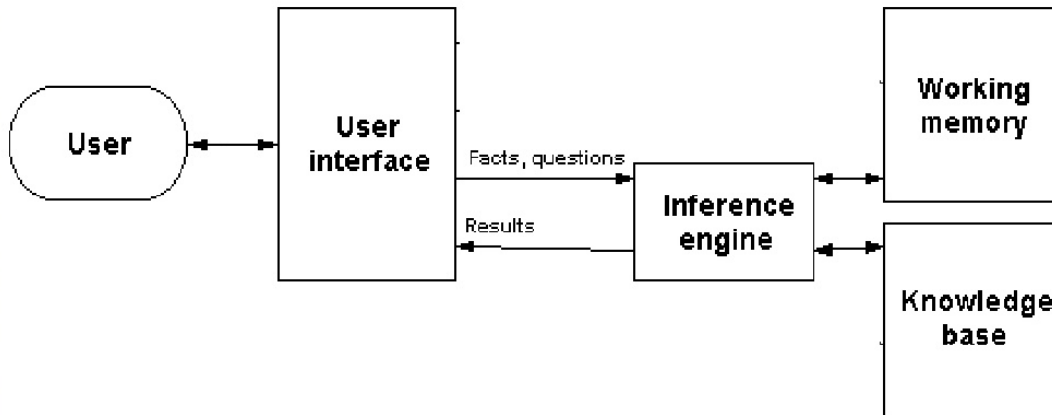 User
User
interface
Facts, questions
Results
Inference
engine
Working
memory
Knowledge
base